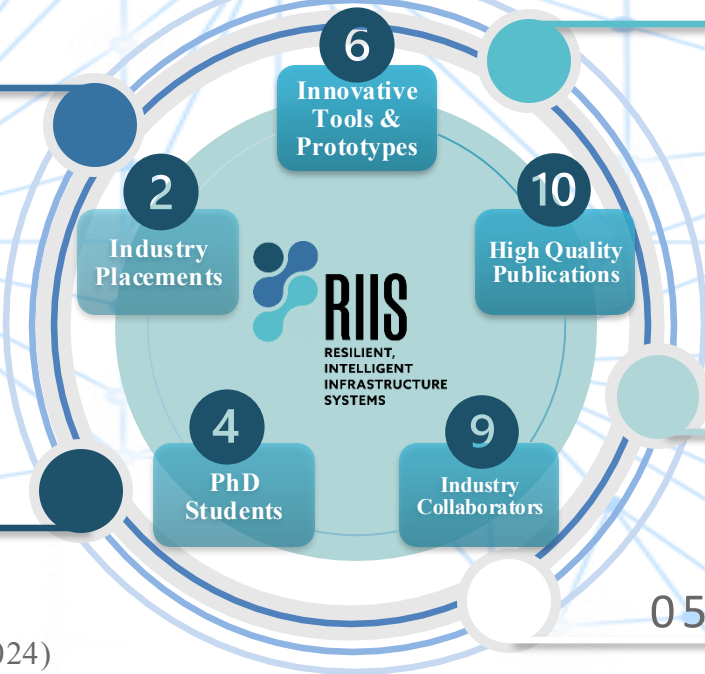 6
Innovative
Tools &
Prototypes
2
Industry
Placements
10
High Quality
Publications
RIIS
RESILIENT,
INTELLIGENT
INFRASTRUCTURE
SYSTEMS
4
PhD
Students
9
Industry
Collaborators
05
024)